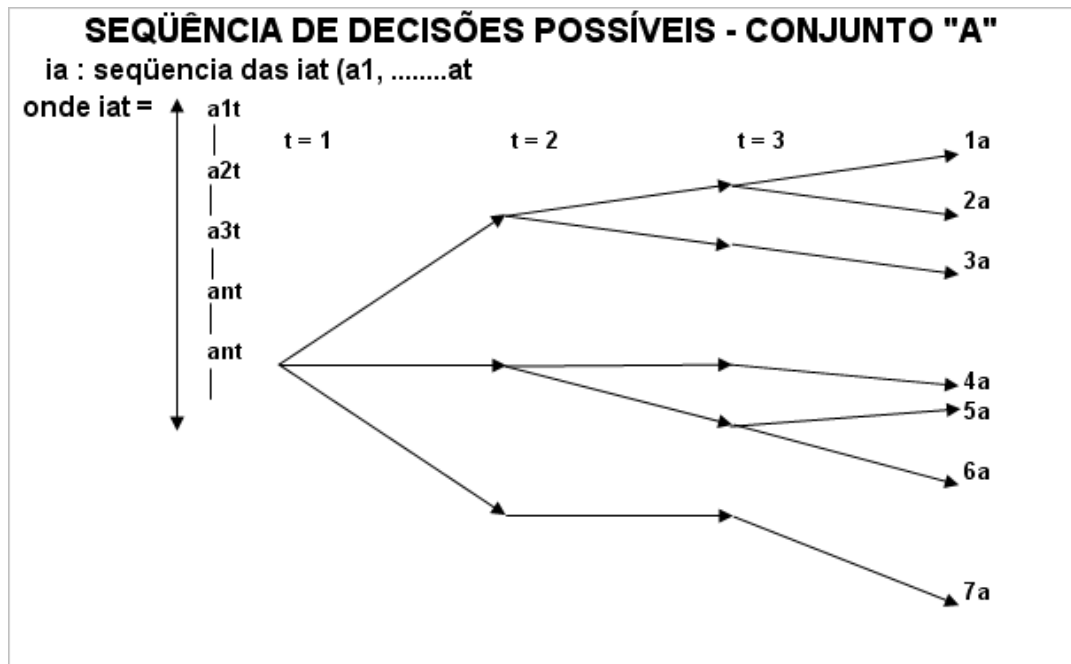 SEQÜÊNCIA DE DECISÕES POSSÍVEIS - CONJUNTO "A"
ia : seqüencia das iat (a1, ........at
onde iat =
a1t
a2t
a3t
ant
ant
t = 1
t = 2
t = 3
1a
2a
3a
4a
5a
6a
7a